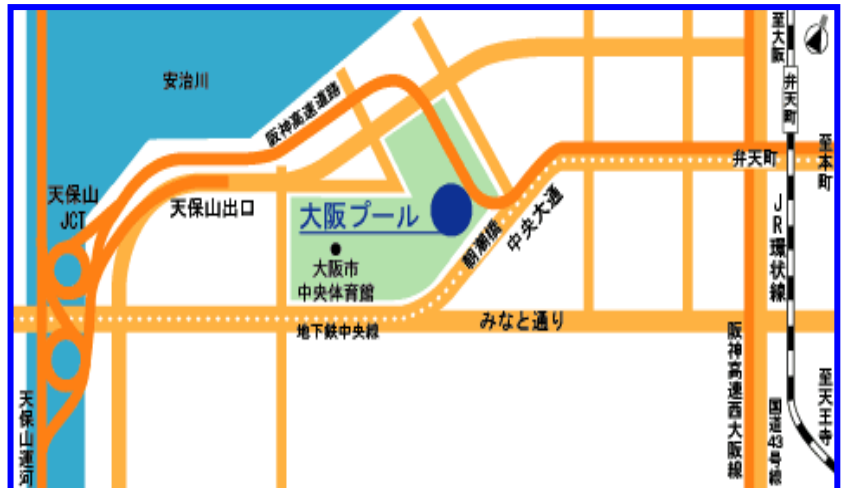 至大阪
弁天町
安治川
阪神高速道路
至本町
弁天町
天保山
JCT
天保山出口
大阪プール
朝潮橋
中央大通
JR環状線
大阪市
中央体育館
地下鉄中央線
みなと通り
阪神高速西大阪線
国道43号線
至天王寺
天保山運河